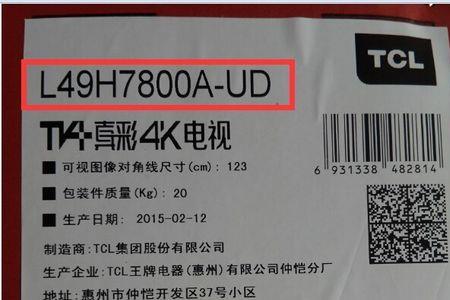 TCL
L49H7800A-UD
TV+真彩4K电视
■ 可视图像对角线尺寸(cm): 123
■ 包装件质量(Kg): 20
■ 生产日期: 2015-02-12
6 931338 482814
制造商:TCL集团股份有限公司
生产企业:TCL王牌电器(惠州)有限公司仲恺分厂
地址:惠州市仲恺开发区37号小区